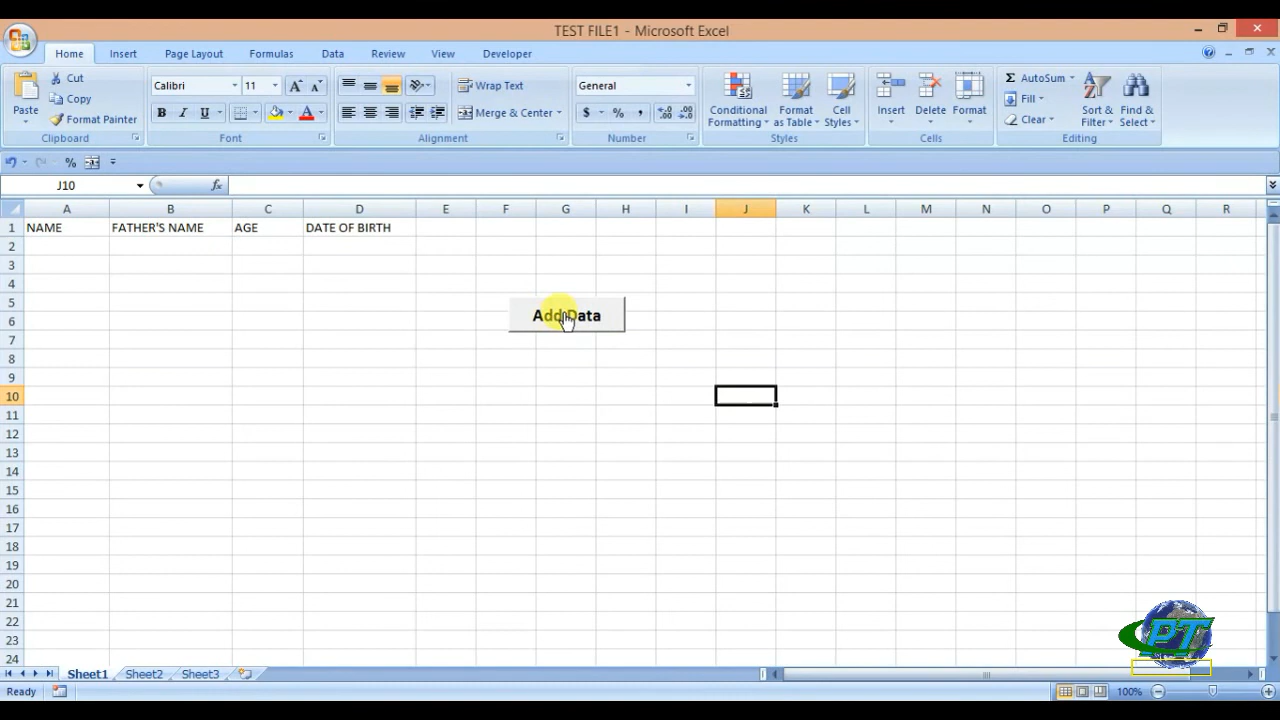 TEST FILE1 - Microsoft Excel
Home Insert Page Layout Formulas Data Review View Developer
Cut
Copy
Format Painter
Paste
Clipboard
Calibri 11
B I U
Font
Wrap Text
Merge & Center
Alignment
General
$ % ,
Number
Conditional Formatting
Format as Table
Cell Styles
Styles
Insert Delete Format
Cells
AutoSum
Fill
Clear
Sort & Filter
Find & Select
Editing
%
J10 fx
A B C D E F G H I J K L M N O P Q R
1 NAME FATHER'S NAME AGE DATE OF BIRTH
2
3
4
5
6
7
8
9
10
11
12
13
14
15
16
17
18
19
20
21
22
23
24
Add Data
PT
Sheet1 Sheet2 Sheet3
Ready 100%